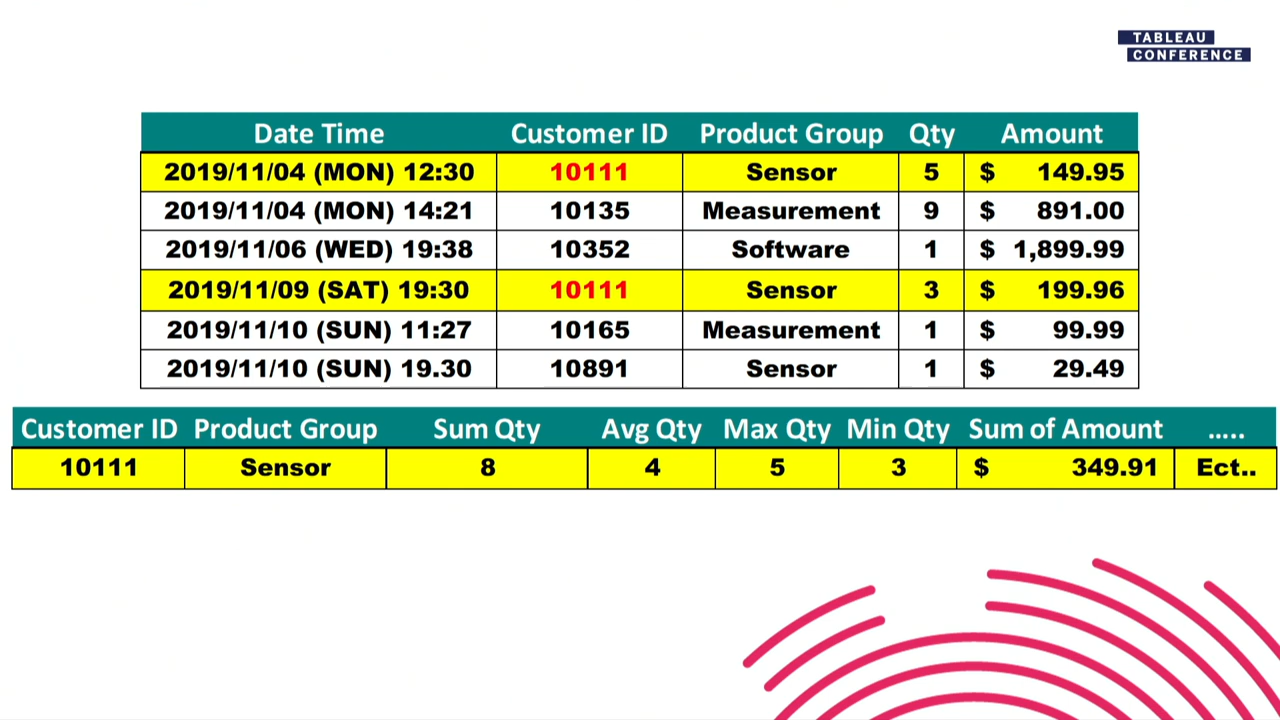 TABLEAU
CONFERENCE
Date Time Customer ID Product Group Qty Amount
2019/11/04 (MON) 12:30 10111 Sensor 5 $ 149.95
2019/11/04 (MON) 14:21 10135 Measurement 9 $ 891.00
2019/11/06 (WED) 19:38 10352 Software 1 $ 1,899.99
2019/11/09 (SAT) 19:30 10111 Sensor 3 $ 199.96
2019/11/10 (SUN) 11:27 10165 Measurement 1 $ 99.99
2019/11/10 (SUN) 19.30 10891 Sensor 1 $ 29.49
Customer ID Product Group Sum Qty Avg Qty Max Qty Min Qty Sum of Amount …..
10111 Sensor 8 4 5 3 $ 349.91 Ect..